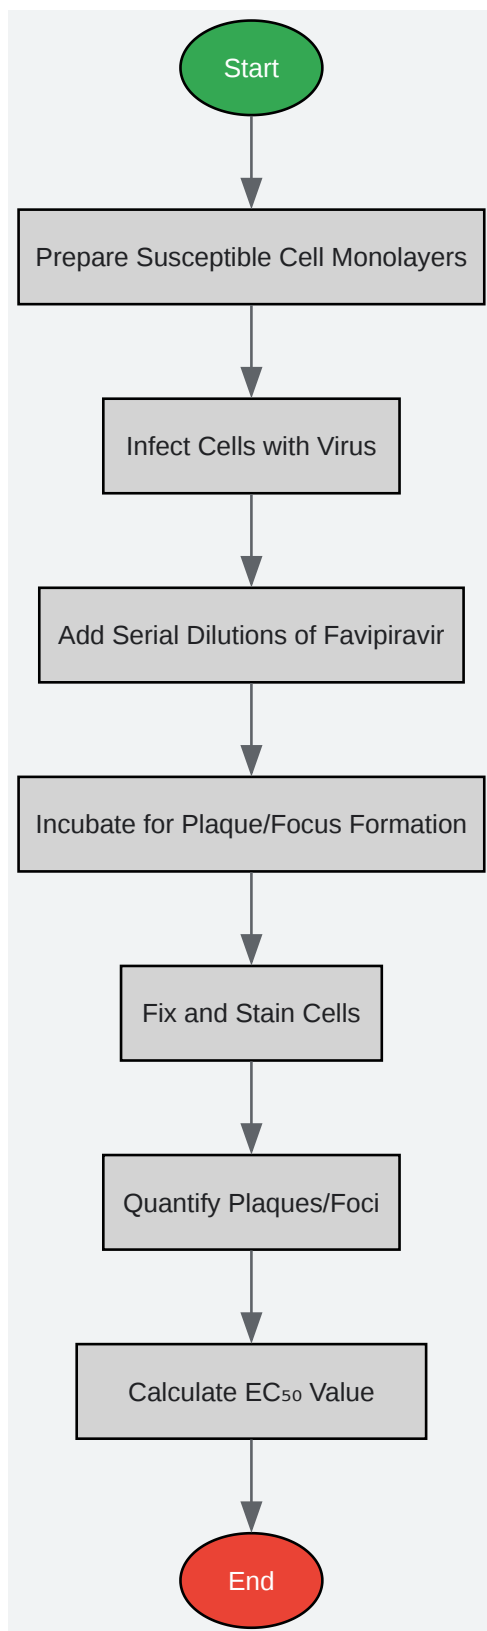 Start
Prepare Susceptible Cell Monolayers
Infect Cells with Virus
Add Serial Dilutions of Favipiravir
Incubate for Plaque/Focus Formation
Fix and Stain Cells
Quantify Plaques/Foci
Calculate EC₅₀ Value
End